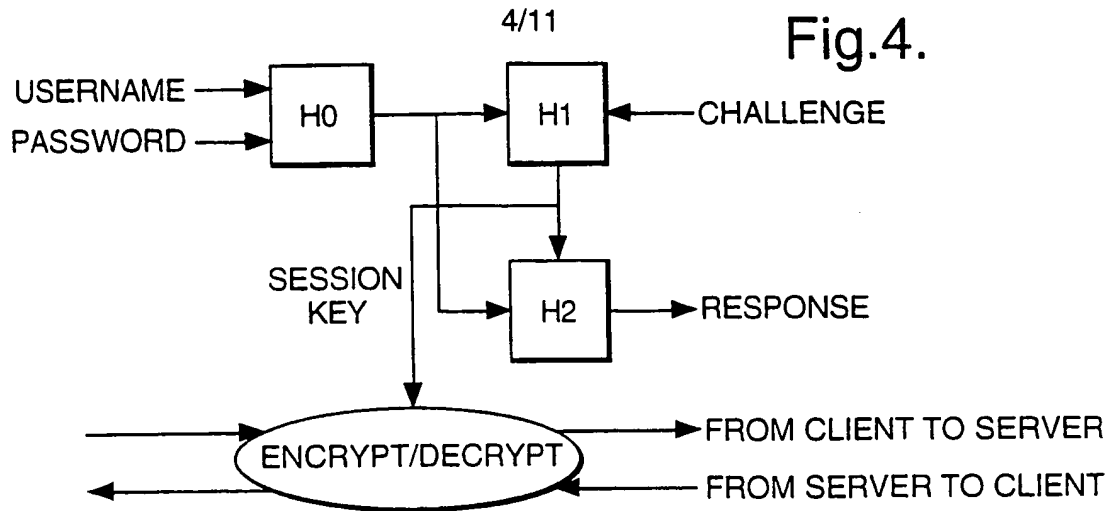 4/11
Fig.4.
USERNAME
PASSWORD
H0
H1
CHALLENGE
SESSION
KEY
H2
RESPONSE
ENCRYPT/DECRYPT
FROM CLIENT TO SERVER
FROM SERVER TO CLIENT